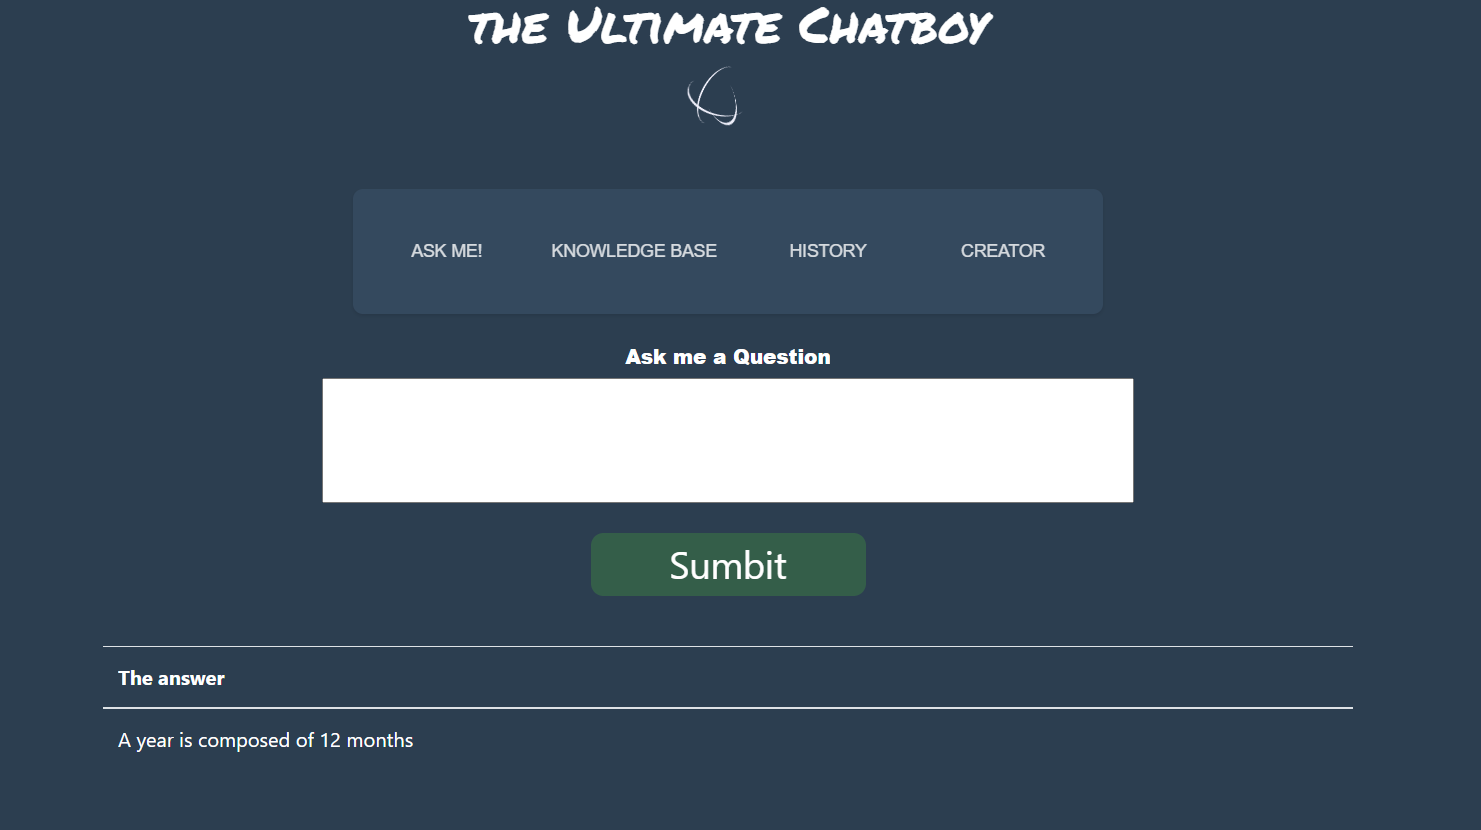 the Ultimate Chatboy
ASK ME! KNOWLEDGE BASE HISTORY CREATOR
Ask me a Question
Sumbit
The answer
A year is composed of 12 months